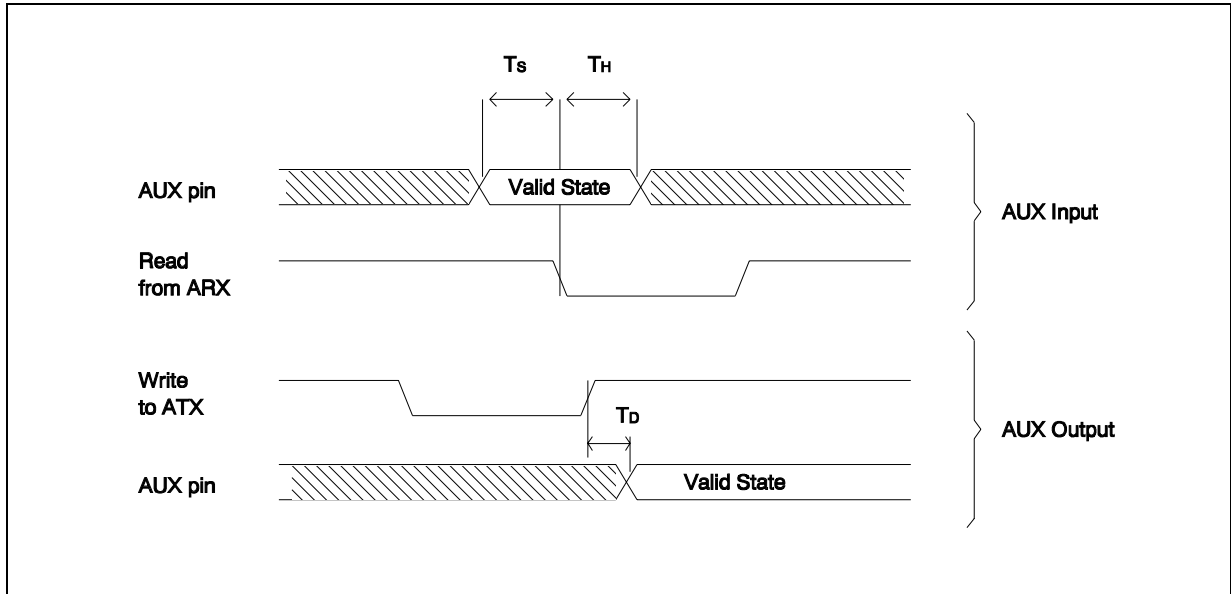 Ts
TH
AUX pin
Valid State
AUX Input
Read
from ARX
Write
to ATX
TD
AUX Output
AUX pin
Valid State